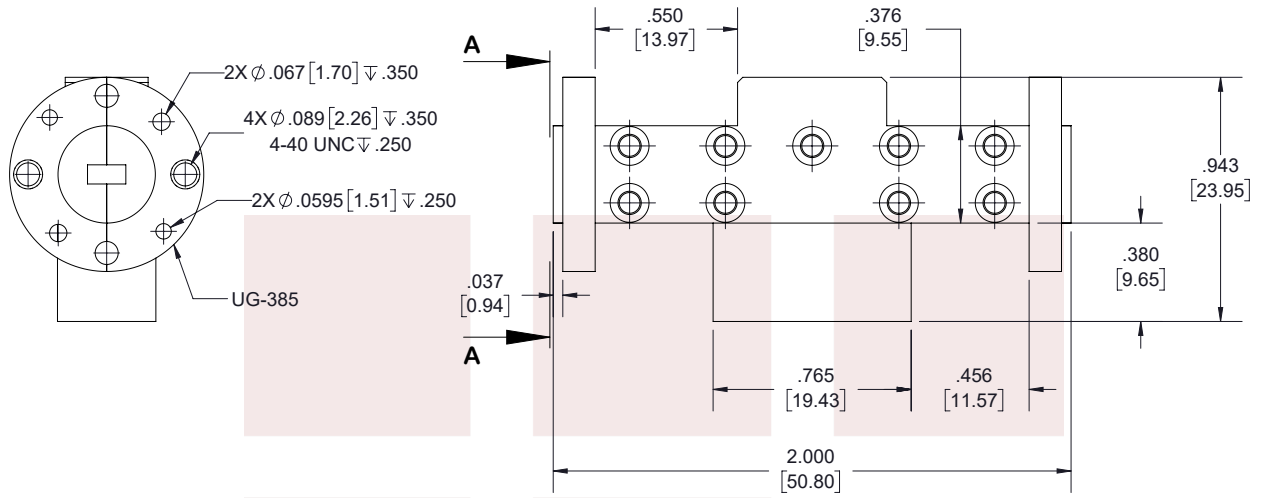 2X ⌀.067[1.70]↧.350
4X ⌀.089[2.26]↧.350
4-40 UNC↧.250
2X ⌀.0595[1.51]↧.250
UG-385
A
A
.550
[13.97]
.376
[9.55]
.943
[23.95]
.380
[9.65]
.037
[0.94]
.765
[19.43]
.456
[11.57]
2.000
[50.80]